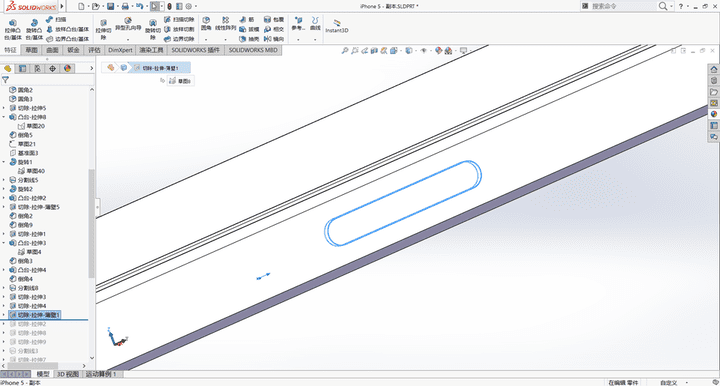 SOLIDWORKS
iPhone 5 - 副本.SLDPRT *
搜索命令
拉伸凸台/基体
旋转凸台/基体
扫描
放样凸台/基体
边界凸台/基体
拉伸切除
异型孔向导
旋转切除
扫描切除
放样切割
边界切除
圆角
线性阵列
筋
拔模
抽壳
包覆
相交
镜向
参考...
曲线
Instant3D
特征 草图 曲面 钣金 评估 DimXpert 渲染工具 SOLIDWORKS 插件 SOLIDWORKS MBD
切除-拉伸-薄壁1
草图6
圆角2
圆角3
切除-拉伸5
凸台-拉伸8
草图20
倒角5
草图21
基准面3
旋转1
草图40
分割线5
旋转2
凸台-拉伸2
切除-拉伸-薄壁5
倒角2
倒角9
切除-拉伸1
凸台-拉伸3
草图4
倒角3
凸台-拉伸4
倒角4
分割线8
切除-拉伸3
切除-拉伸4
切除-拉伸-薄壁1
切除-拉伸2
切除-拉伸8
切除-拉伸9
分割线3
切除-拉伸7
模型 3D 视图 运动算例 1
iPhone 5 - 副本
在编辑 零件
自定义